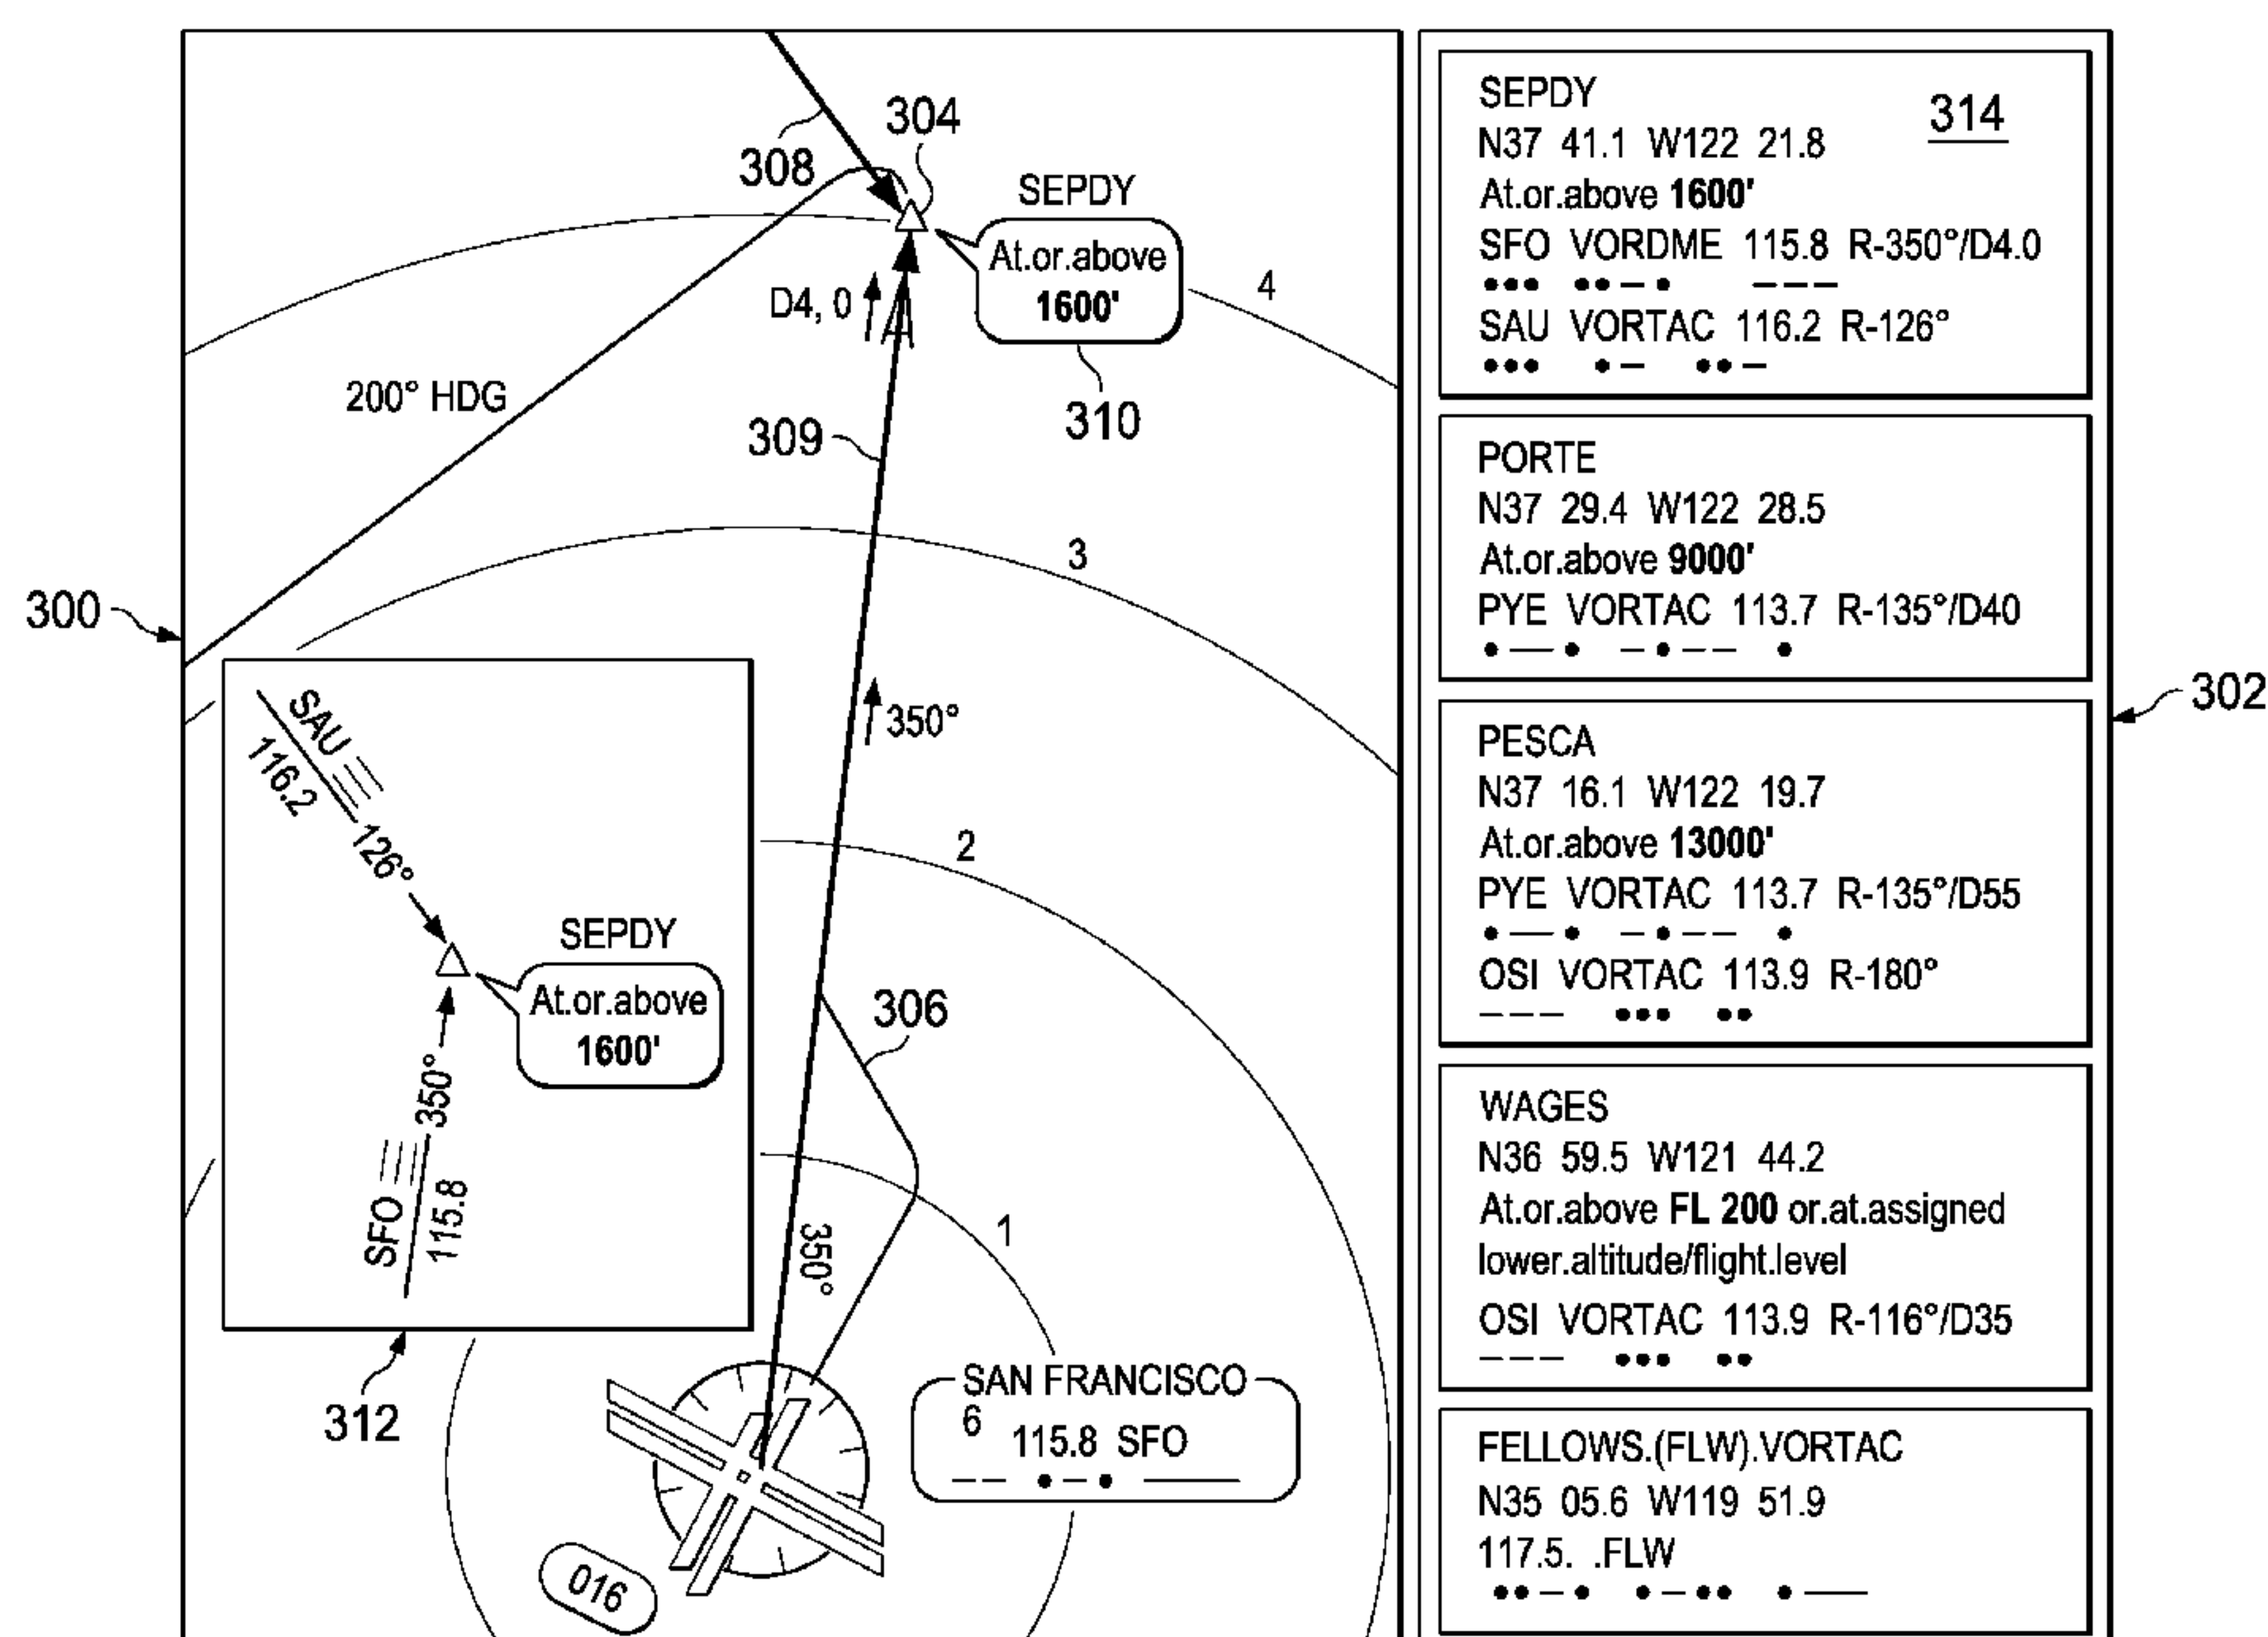 304
308
SEPDY
At.or.above
1600'
D4, 0
4
310
200° HDG
309
3
300
350°
2
SAU
116.2
126°
SEPDY
At.or.above
1600'
306
350°
SFO
115.8
1
350°
312
SAN FRANCISCO
6
115.8 SFO
016
SEPDY
314
N37 41.1 W122 21.8
At.or.above 1600'
SFO VORDME 115.8 R-350°/D4.0
SAU VORTAC 116.2 R-126°
PORTE
N37 29.4 W122 28.5
At.or.above 9000'
PYE VORTAC 113.7 R-135°/D40
302
PESCA
N37 16.1 W122 19.7
At.or.above 13000'
PYE VORTAC 113.7 R-135°/D55
OSI VORTAC 113.9 R-180°
WAGES
N36 59.5 W121 44.2
At.or.above FL 200 or.at.assigned
lower.altitude/flight.level
OSI VORTAC 113.9 R-116°/D35
FELLOWS.(FLW).VORTAC
N35 05.6 W119 51.9
117.5. .FLW